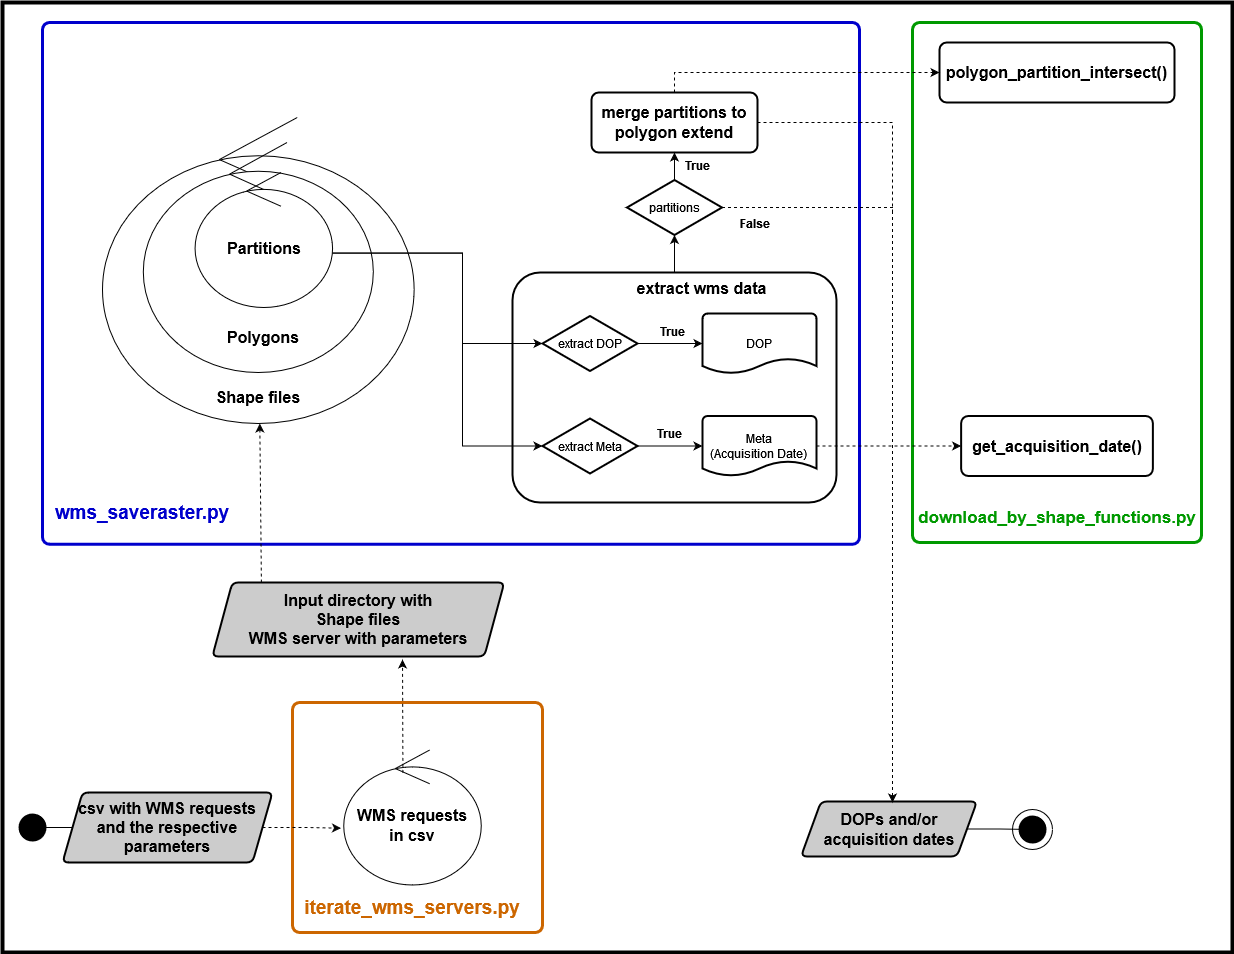 polygon_partition_intersect()
merge partitions to
polygon extend
True
partitions
False
Partitions
Polygons
Shape files
extract wms data
extract DOP
True
DOP
extract Meta
True
Meta
(Acquisition Date)
get_acquisition_date()
wms_saveraster.py
download_by_shape_functions.py
Input directory with
Shape files
WMS server with parameters
csv with WMS requests
and the respective
parameters
WMS requests
in csv
iterate_wms_servers.py
DOPs and/or
acquisition dates